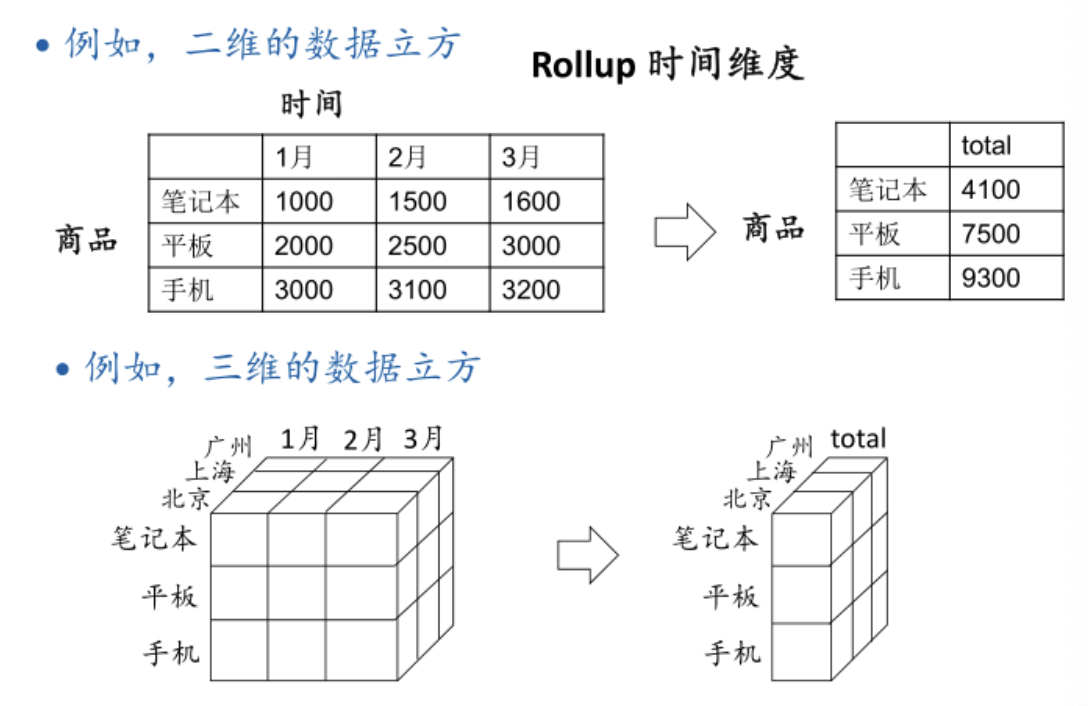 • 例如，二维的数据立方
Rollup 时间维度
时间
1月 2月 3月
笔记本 1000 1500 1600
商品
平板 2000 2500 3000
手机 3000 3100 3200
total
笔记本 4100
商品
平板 7500
手机 9300
• 例如，三维的数据立方
广州 1月 2月 3月
上海
北京
笔记本
平板
手机
广州 total
上海
北京
笔记本
平板
手机